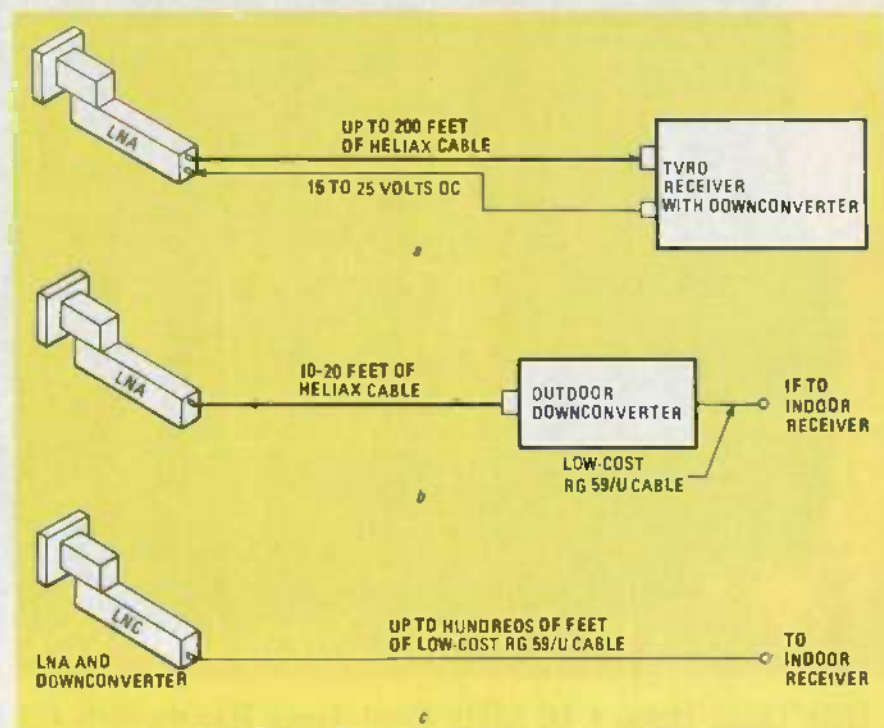 LNA
UP TO 200 FEET
OF HELIAX CABLE
15 TO 25 VOLTS DC
TVRO
RECEIVER
WITH DOWNCONVERTER
a
LNA
10-20 FEET OF
HELIAX CABLE
OUTDOOR
DOWNCONVERTER
IF TO
INDOOR
RECEIVER
LOW-COST
RG 59/U CABLE
b
LNC
LNA AND
DOWNCONVERTER
UP TO HUNDREDS OF FEET
OF LOW-COST RG 59/U CABLE
TO
INDOOR
RECEIVER
c